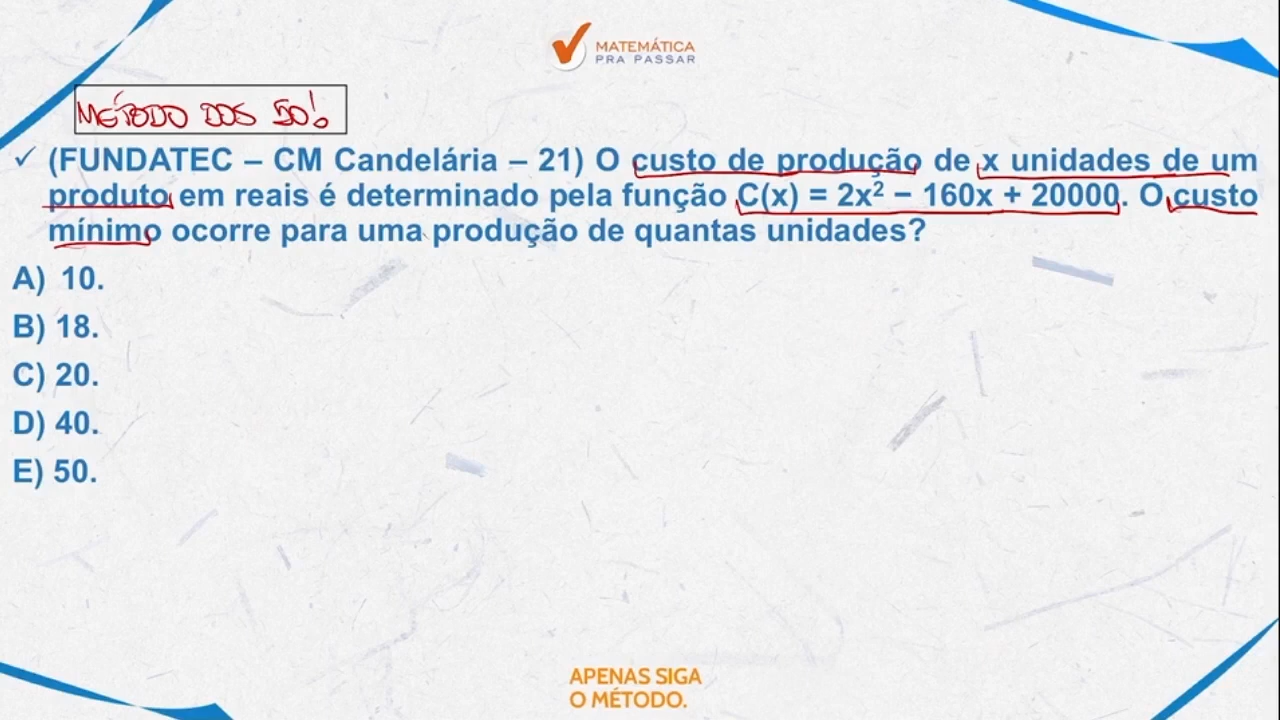 MATEMÁTICA
PRA PASSAR
MÉTODO DOS 50!
✓ (FUNDATEC – CM Candelária – 21) O custo de produção de x unidades de um
produto em reais é determinado pela função C(x) = 2x² – 160x + 20000. O custo
mínimo ocorre para uma produção de quantas unidades?
A) 10.
B) 18.
C) 20.
D) 40.
E) 50.
APENAS SIGA
O MÉTODO.